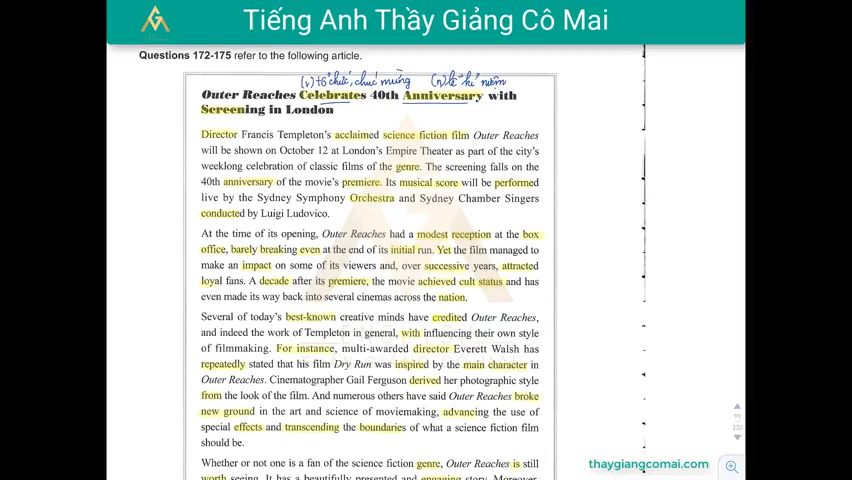 Tiếng Anh Thầy Giảng Cô Mai
Questions 172-175 refer to the following article.
(v) tổ chức, chúc mừng (n) lễ kỉ niệm
Outer Reaches Celebrates 40th Anniversary with
Screening in London
Director Francis Templeton's acclaimed science fiction film Outer Reaches
will be shown on October 12 at London's Empire Theater as part of the city's
weeklong celebration of classic films of the genre. The screening falls on the
40th anniversary of the movie's premiere. Its musical score will be performed
live by the Sydney Symphony Orchestra and Sydney Chamber Singers
conducted by Luigi Ludovico.
At the time of its opening, Outer Reaches had a modest reception at the box
office, barely breaking even at the end of its initial run. Yet the film managed to
make an impact on some of its viewers and, over successive years, attracted
loyal fans. A decade after its premiere, the movie achieved cult status and has
even made its way back into several cinemas across the nation.
Several of today's best-known creative minds have credited Outer Reaches,
and indeed the work of Templeton in general, with influencing their own style
of filmmaking. For instance, multi-awarded director Everett Walsh has
repeatedly stated that his film Dry Run was inspired by the main character in
Outer Reaches. Cinematographer Gail Ferguson derived her photographic style
from the look of the film. And numerous others have said Outer Reaches broke
new ground in the art and science of moviemaking, advancing the use of
special effects and transcending the boundaries of what a science fiction film
should be.
Whether or not one is a fan of the science fiction genre, Outer Reaches is still
worth seeing. It has a beautifully presented and engaging story. Moreover,
99
220
thaygiangcomai.com